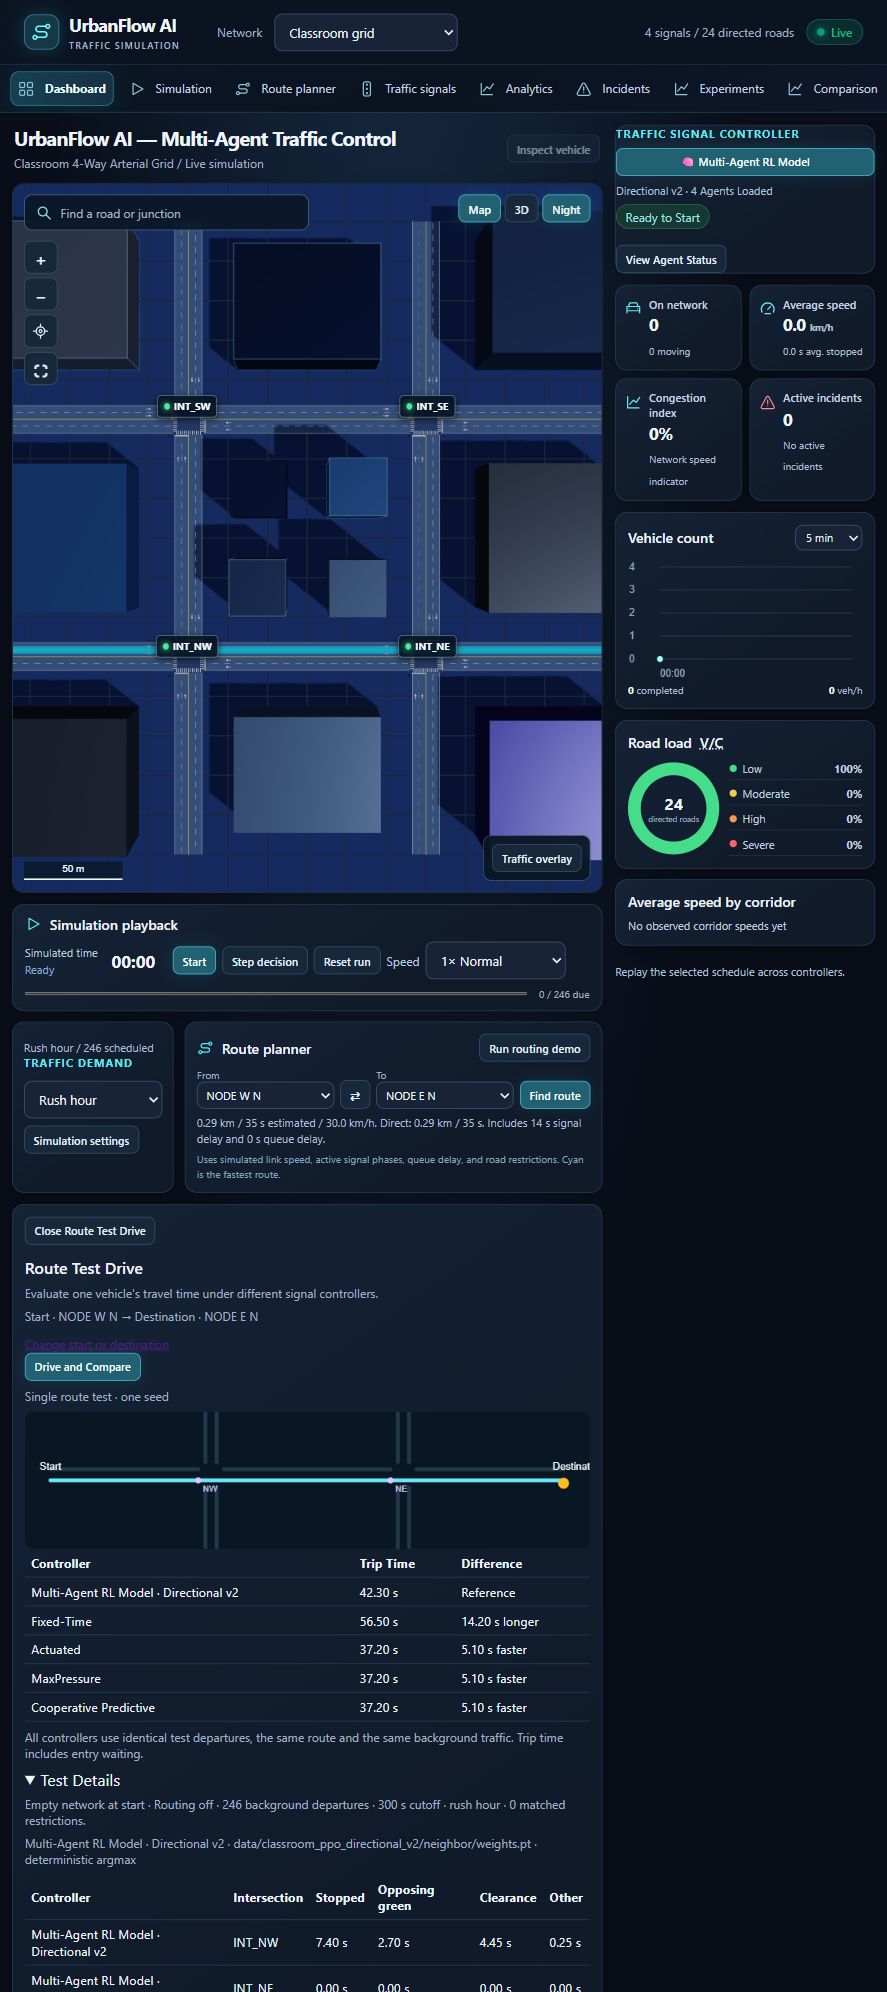 UrbanFlow AI
TRAFFIC SIMULATION
Network
Classroom grid
4 signals / 24 directed roads
Live
Dashboard
Simulation
Route planner
Traffic signals
Analytics
Incidents
Experiments
Comparison
UrbanFlow AI — Multi-Agent Traffic Control
Classroom 4-Way Arterial Grid / Live simulation
Inspect vehicle
Find a road or junction
Map
3D
Night
+
−
INT_SW
INT_SE
INT_NW
INT_NE
50 m
Traffic overlay
TRAFFIC SIGNAL CONTROLLER
Multi-Agent RL Model
Directional v2 · 4 Agents Loaded
Ready to Start
View Agent Status
On network
0
0 moving
Average speed
0.0 km/h
0.0 s avg. stopped
Congestion
index
0%
Network speed
indicator
Active incidents
0
No active
incidents
Vehicle count
5 min
4
3
2
1
0
00:00
0 completed
0 veh/h
Road load V/C
24
directed roads
Low 100%
Moderate 0%
High 0%
Severe 0%
Average speed by corridor
No observed corridor speeds yet
Replay the selected schedule across controllers.
Simulation playback
Simulated time
Ready
00:00
Start
Step decision
Reset run
Speed
1× Normal
0 / 246 due
Rush hour / 246 scheduled
TRAFFIC DEMAND
Rush hour
Simulation settings
Route planner
Run routing demo
From
NODE W N
⇄
To
NODE E N
Find route
0.29 km / 35 s estimated / 30.0 km/h. Direct: 0.29 km / 35 s. Includes 14 s signal
delay and 0 s queue delay.
Uses simulated link speed, active signal phases, queue delay, and road restrictions. Cyan
is the fastest route.
Close Route Test Drive
Route Test Drive
Evaluate one vehicle's travel time under different signal controllers.
Start · NODE W N → Destination · NODE E N
Change start or destination
Drive and Compare
Single route test · one seed
Start
NW
NE
Destinat
Controller Trip Time Difference
Multi-Agent RL Model · Directional v2 42.30 s Reference
Fixed-Time 56.50 s 14.20 s longer
Actuated 37.20 s 5.10 s faster
MaxPressure 37.20 s 5.10 s faster
Cooperative Predictive 37.20 s 5.10 s faster
All controllers use identical test departures, the same route and the same background traffic. Trip time
includes entry waiting.
▼ Test Details
Empty network at start · Routing off · 246 background departures · 300 s cutoff · rush hour · 0 matched
restrictions.
Multi-Agent RL Model · Directional v2 · data/classroom_ppo_directional_v2/neighbor/weights.pt ·
deterministic argmax
Controller Intersection Stopped Opposing green Clearance Other
Multi-Agent RL Model ·
Directional v2 INT_NW 7.40 s 2.70 s 4.45 s 0.25 s
Multi-Agent RL Model ·
INT_NE 0.00 s 0.00 s 0.00 s 0.00 s